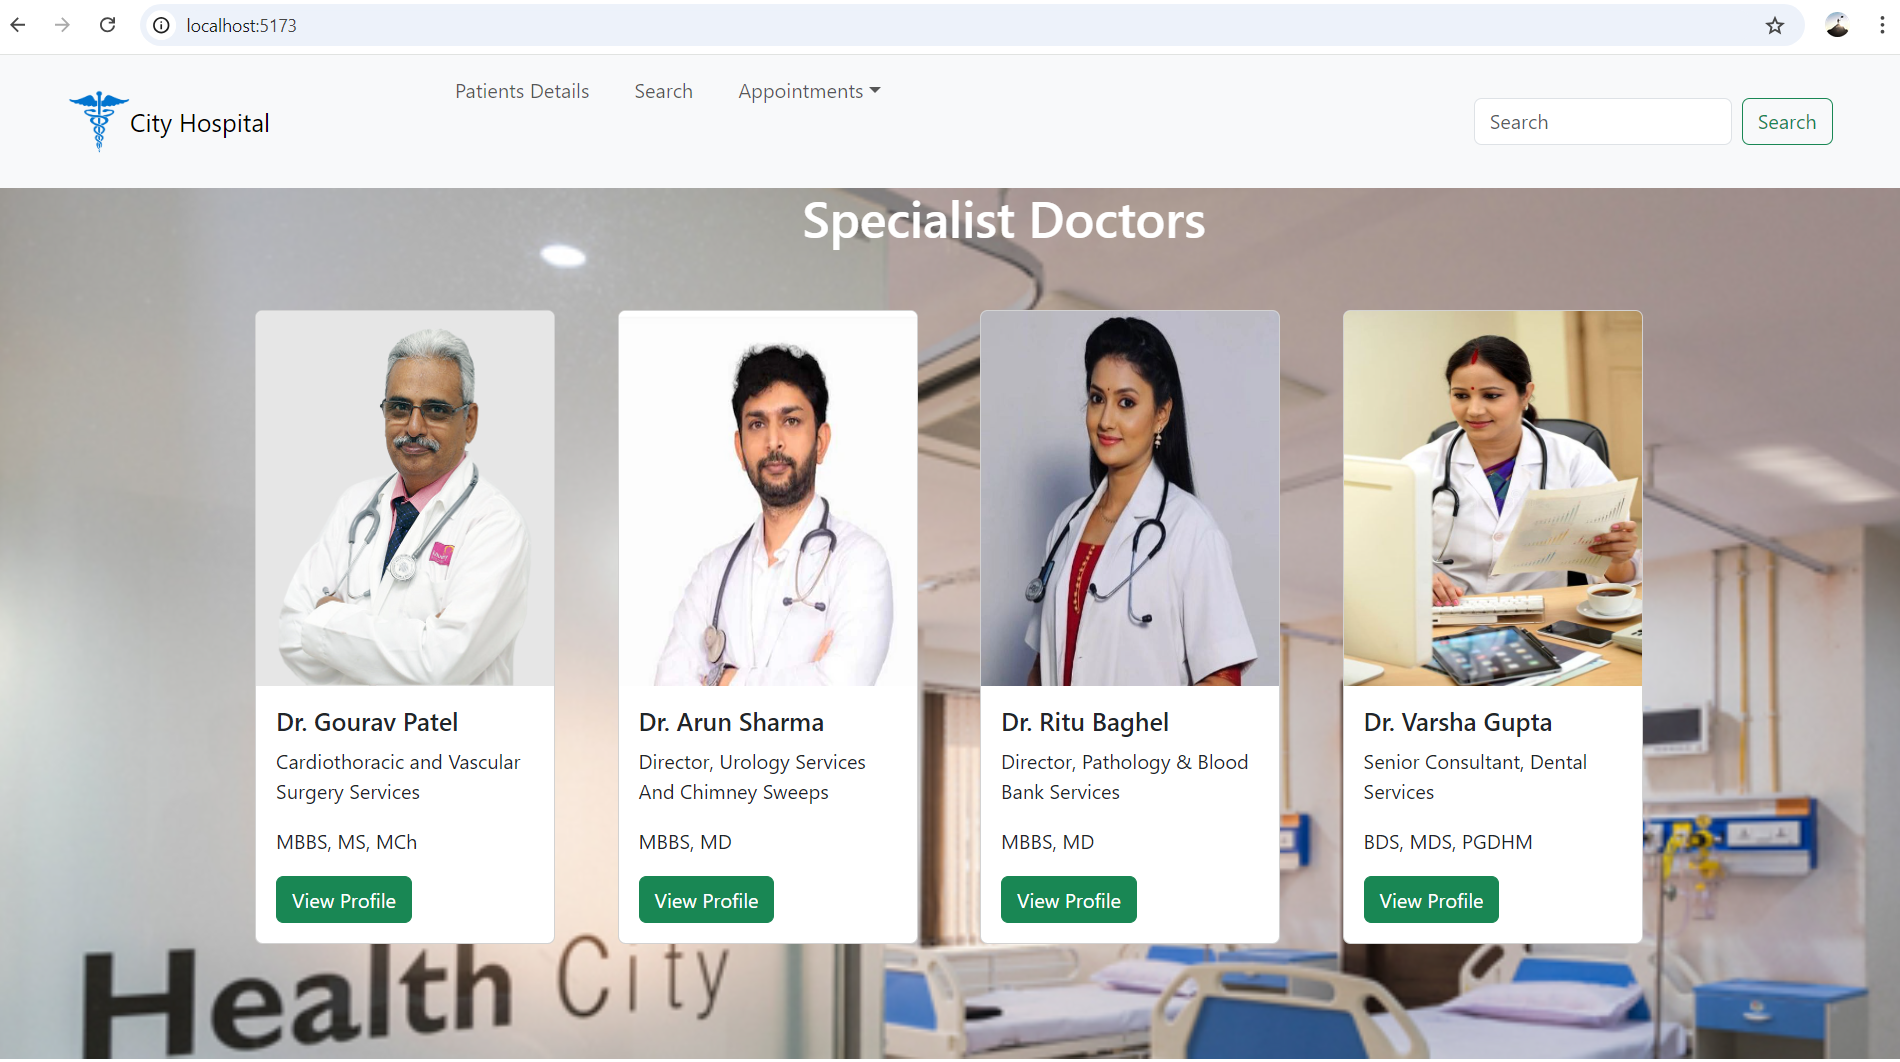 localhost:5173
City Hospital
Patients Details
Search
Appointments
Search
Search
Specialist Doctors
Dr. Gourav Patel
Cardiothoracic and Vascular
Surgery Services
MBBS, MS, MCh
View Profile
Dr. Arun Sharma
Director, Urology Services
And Chimney Sweeps
MBBS, MD
View Profile
Dr. Ritu Baghel
Director, Pathology & Blood
Bank Services
MBBS, MD
View Profile
Dr. Varsha Gupta
Senior Consultant, Dental
Services
BDS, MDS, PGDHM
View Profile
Health City